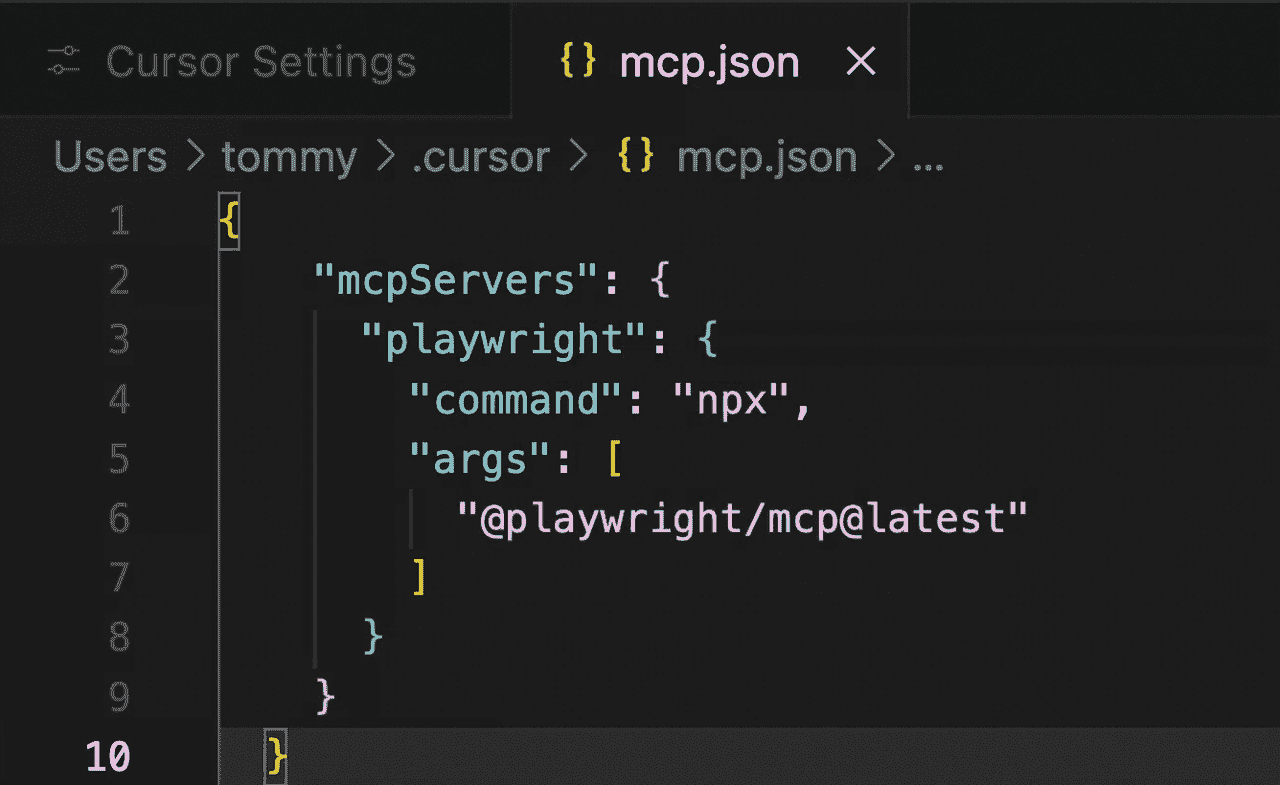 Cursor Settings {} mcp.json ×
Users > tommy > .cursor > {} mcp.json > ...
1 {
2 "mcpServers": {
3 "playwright": {
4 "command": "npx",
5 "args": [
6 "@playwright/mcp@latest"
7 ]
8 }
9 }
10 }